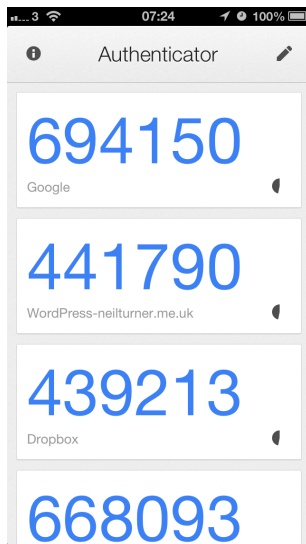 ...3 07:24 100%
Authenticator
694150
Google
441790
WordPress-neilturner.me.uk
439213
Dropbox
668093